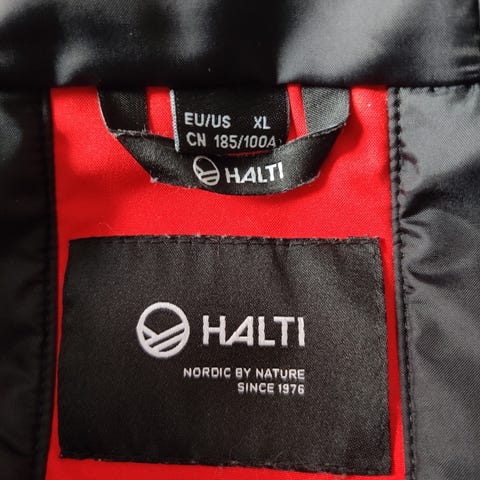 EU/US XL
CN 185/100A
HALTI
HALTI
NORDIC BY NATURE
SINCE 1976